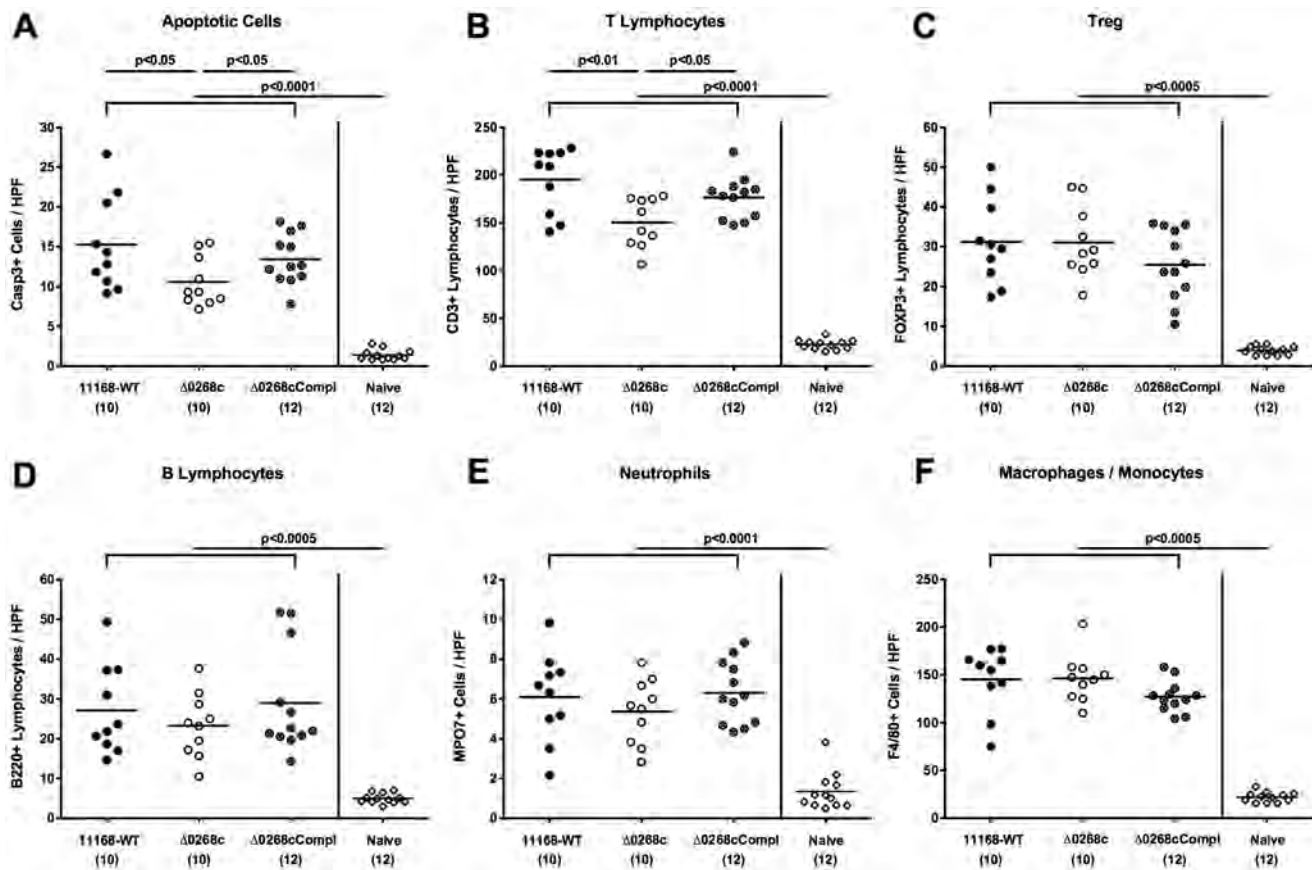 A
Apoptotic Cells
p<0.05
p<0.05
p<0.0001
Casp3+ Cells / HPF
30
25
20
15
10
5
0
11168-WT
Δ0268c
Δ0268cCompl
Naive
(10)
(10)
(12)
(12)
B
T Lymphocytes
p<0.01
p<0.05
p<0.0001
CD3+ Lymphocytes / HPF
250
200
150
100
50
0
11168-WT
Δ0268c
Δ0268cCompl
Naive
(10)
(10)
(12)
(12)
C
Treg
p<0.0005
FOXP3+ Lymphocytes / HPF
60
50
40
30
20
10
0
11168-WT
Δ0268c
Δ0268cCompl
Naive
(10)
(10)
(12)
(12)
D
B Lymphocytes
p<0.0005
B220+ Lymphocytes / HPF
60
50
40
30
20
10
0
11168-WT
Δ0268c
Δ0268cCompl
Naive
(10)
(10)
(12)
(12)
E
Neutrophils
p<0.0001
MPO7+ Cells / HPF
12
10
8
6
4
2
0
11168-WT
Δ0268c
Δ0268cCompl
Naive
(10)
(10)
(12)
(12)
F
Macrophages / Monocytes
p<0.0005
F4/80+ Cells / HPF
250
200
150
100
50
0
11168-WT
Δ0268c
Δ0268cCompl
Naive
(10)
(10)
(12)
(12)